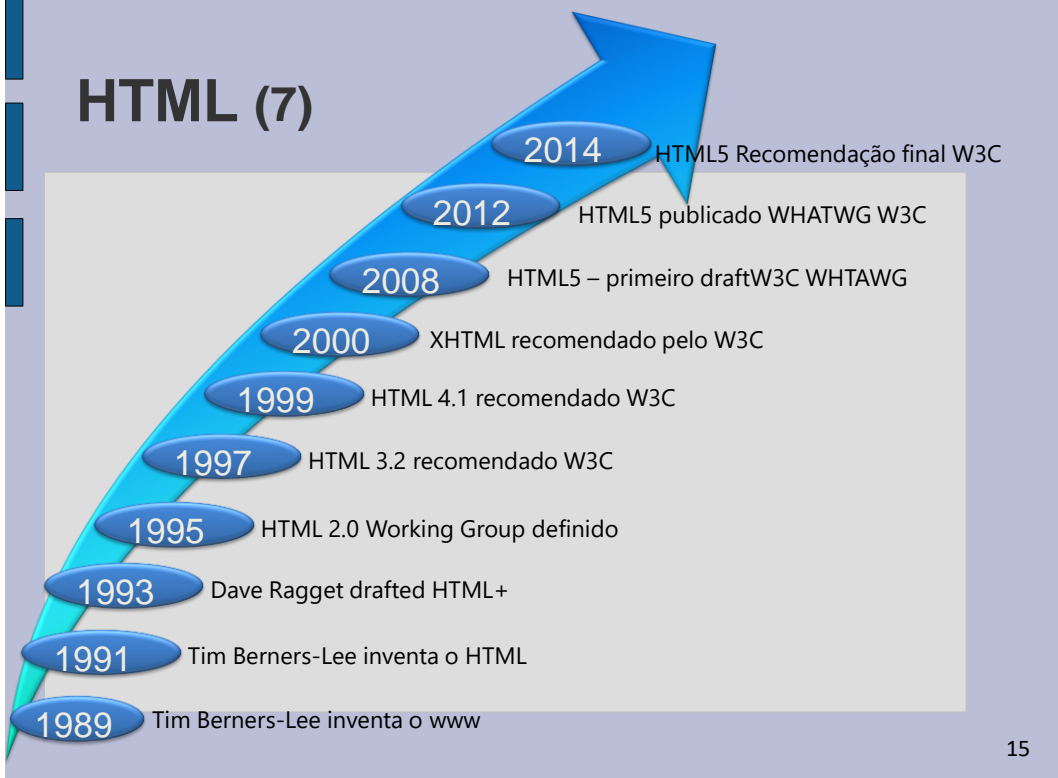 HTML (7)
2014 HTML5 Recomendação final W3C
2012 HTML5 publicado WHATWG W3C
2008 HTML5 – primeiro draftW3C WHTAWG
2000 XHTML recomendado pelo W3C
1999 HTML 4.1 recomendado W3C
1997 HTML 3.2 recomendado W3C
1995 HTML 2.0 Working Group definido
1993 Dave Ragget drafted HTML+
1991 Tim Berners-Lee inventa o HTML
1989 Tim Berners-Lee inventa o www
15